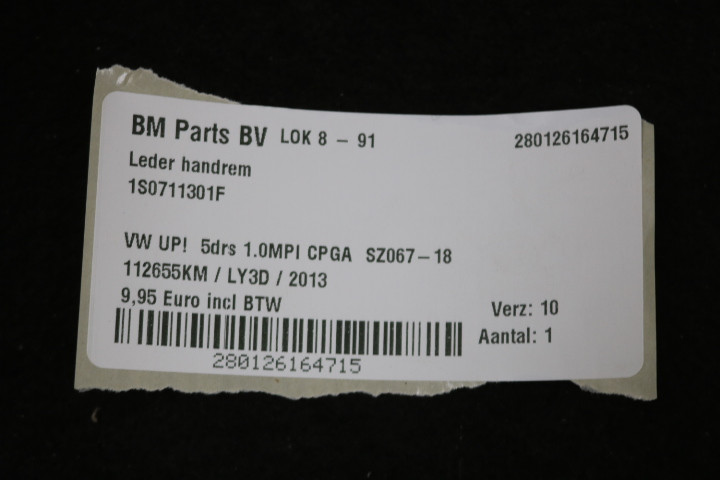 BM Parts BV LOK 8 - 91 280126164715
Leder handrem
1S0711301F
VW UP! 5drs 1.0MPI CPGA SZ067-18
112655KM / LY3D / 2013
9,95 Euro incl BTW Verz: 10
Aantal: 1
280126164715